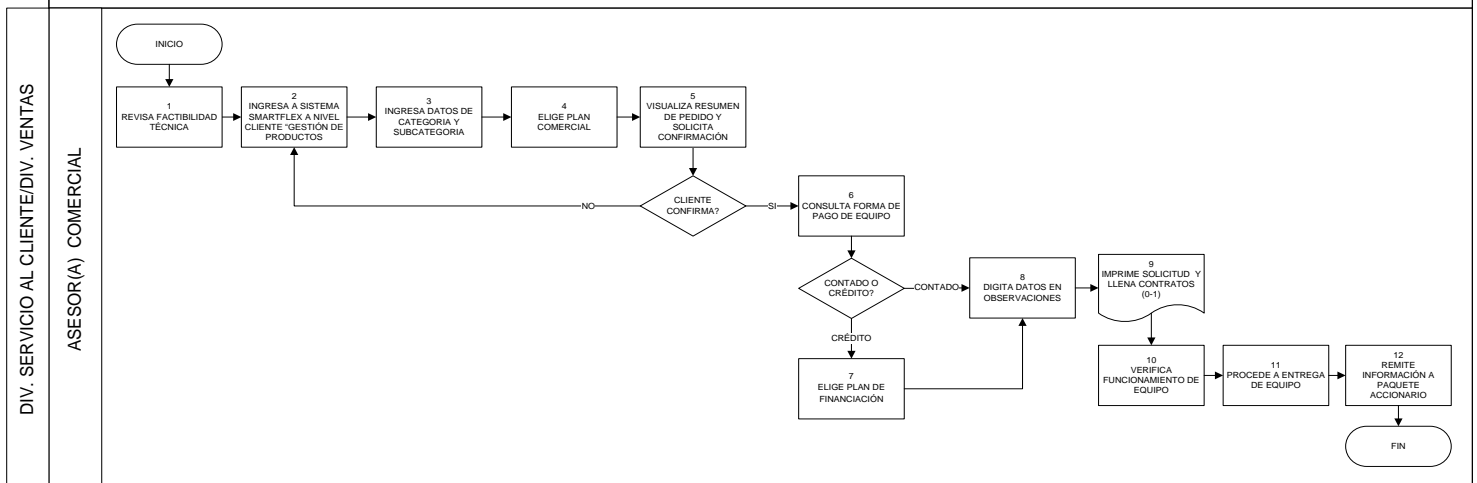 DIV. SERVICIO AL CLIENTE/DIV. VENTAS
ASESOR(A) COMERCIAL
INICIO
1
REVISA FACTIBILIDAD
TÉCNICA
2
INGRESA A SISTEMA
SMARTFLEX A NIVEL
CLIENTE "GESTIÓN DE
PRODUCTOS
3
INGRESA DATOS DE
CATEGORIA Y
SUBCATEGORIA
4
ELIGE PLAN
COMERCIAL
5
VISUALIZA RESUMEN
DE PEDIDO Y
SOLICITA
CONFIRMACIÓN
CLIENTE
CONFIRMA?
NO
SI
6
CONSULTA FORMA DE
PAGO DE EQUIPO
CONTADO O
CRÉDITO?
CONTADO
CRÉDITO
7
ELIGE PLAN DE
FINANCIACIÓN
8
DIGITA DATOS EN
OBSERVACIONES
9
IMPRIME SOLICITUD Y
LLENA CONTRATOS
(0-1)
10
VERIFICA
FUNCIONAMIENTO DE
EQUIPO
11
PROCEDE A ENTREGA
DE EQUIPO
12
REMITE
INFORMACIÓN A
PAQUETE
ACCIONARIO
FIN